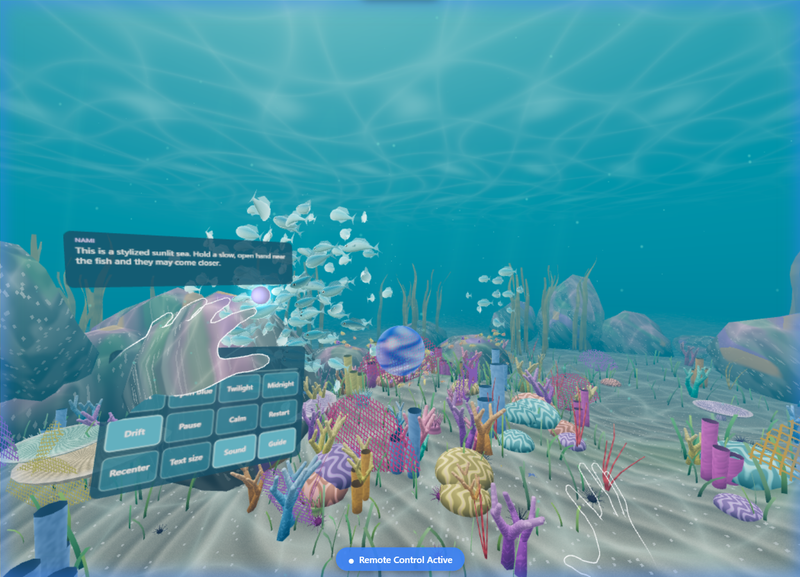 NAMI
This is a stylized sunlit sea. Hold a slow, open hand near
the fish and they may come closer.
Twilight
Midnight
Drift
Pause
Calm
Restart
Recenter
Text size
Sound
Guide
Remote Control Active